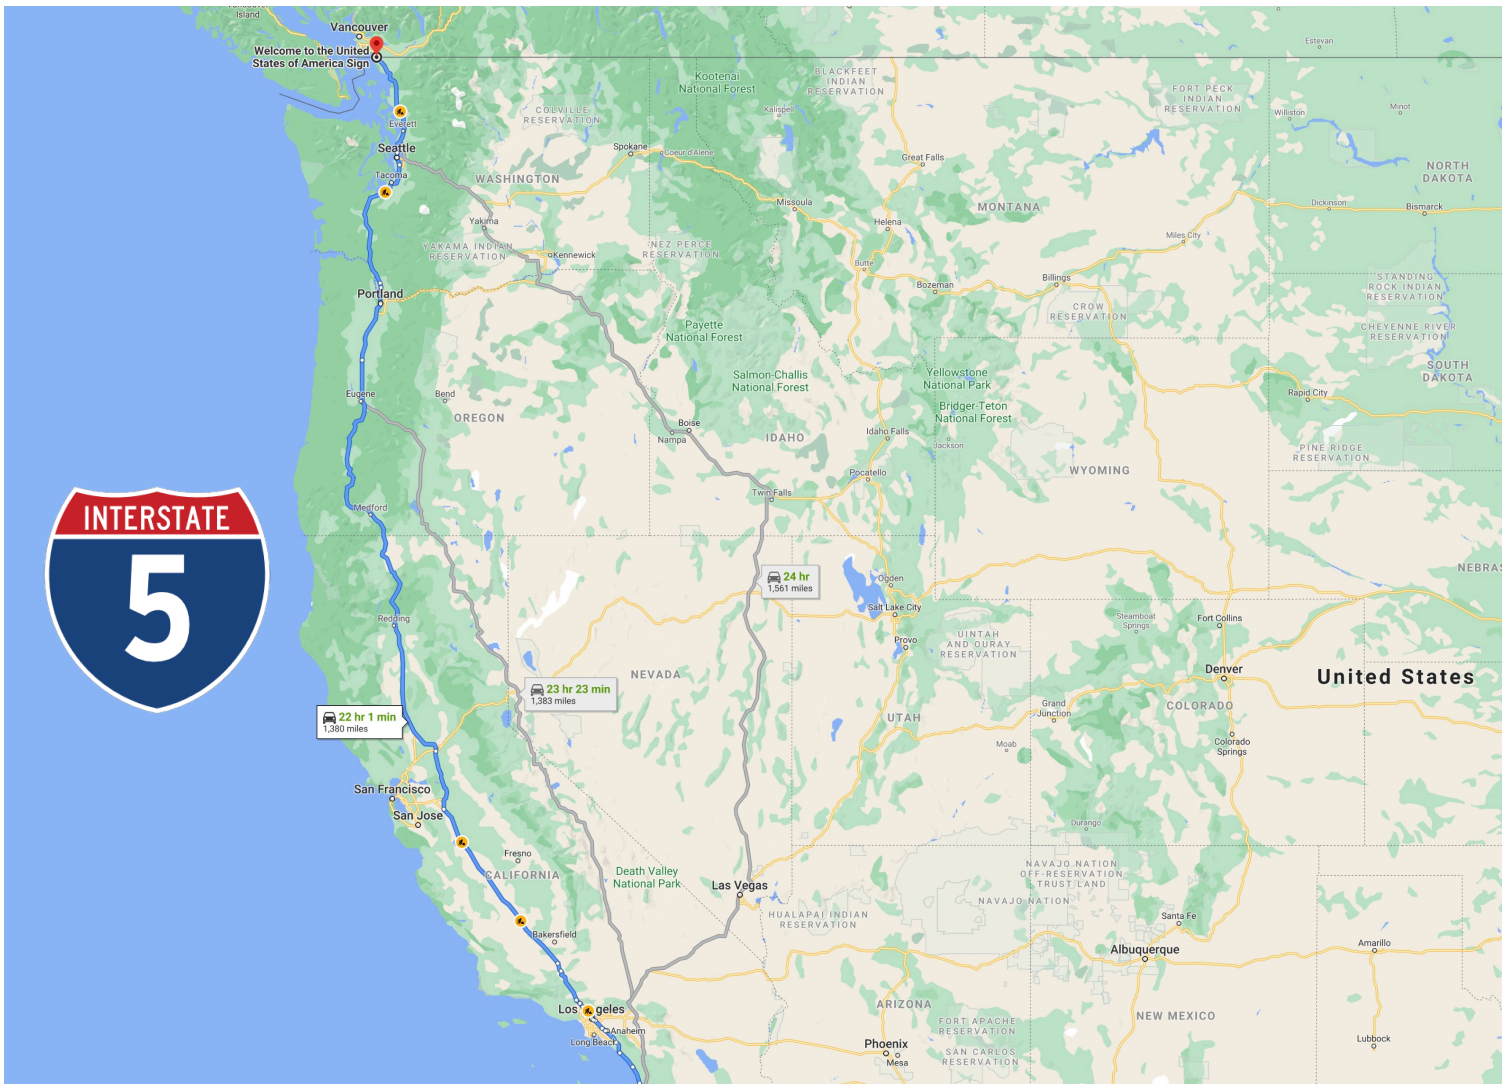 Vancouver
Island
Vancouver
Welcome to the United
States of America Sign
Everett
Seattle
Tacoma
WASHINGTON
COLVILLE
RESERVATION
Spokane
Coeur d'Alene
Kootenai
National Forest
Kalispell
BLACKFEET
INDIAN
RESERVATION
Great Falls
FORT PECK
INDIAN
RESERVATION
Estevan
Williston
Minot
NORTH
DAKOTA
Dickinson
Bismarck
Missoula
Helena
MONTANA
Miles City
Yakima
YAKAMA INDIAN
RESERVATION
Kennewick
NEZ PERCE
RESERVATION
Butte
Bozeman
Billings
CROW
RESERVATION
STANDING
ROCK INDIAN
RESERVATION
CHEYENNE RIVER
RESERVATION
SOUTH
DAKOTA
Portland
Payette
National Forest
Salmon-Challis
National Forest
Yellowstone
National Park
Bridger-Teton
National Forest
Rapid City
Eugene
Bend
OREGON
Boise
Nampa
IDAHO
Idaho Falls
Jackson
PINE RIDGE
RESERVATION
WYOMING
Pocatello
Twin Falls
Medford
INTERSTATE
5
24 hr
1,561 miles
Ogden
Salt Lake City
NEBRAS
Redding
Provo
UINTAH
AND OURAY
RESERVATION
Steamboat
Springs
Fort Collins
Denver
United States
NEVADA
23 hr 23 min
1,383 miles
22 hr 1 min
1,380 miles
UTAH
Grand
Junction
COLORADO
Moab
Colorado
Springs
San Francisco
San Jose
Durango
Fresno
CALIFORNIA
Death Valley
National Park
Las Vegas
NAVAJO NATION
OFF-RESERVATION
TRUST LAND
NAVAJO NATION
HUALAPAI INDIAN
RESERVATION
Santa Fe
Bakersfield
Albuquerque
Amarillo
Los geles
Anaheim
Long Beach
ARIZONA
FORT APACHE
RESERVATION
NEW MEXICO
Phoenix
Mesa
SAN CARLOS
RESERVATION
Lubbock